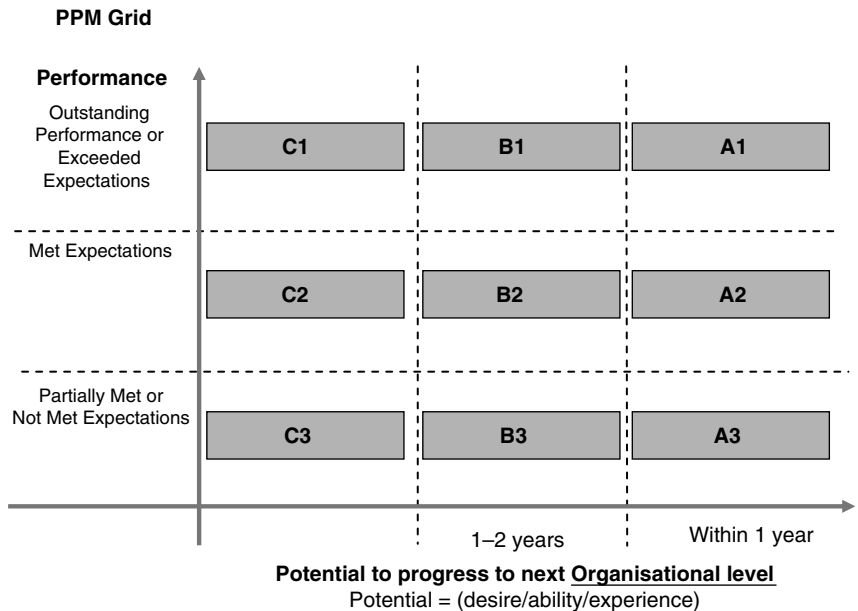 PPM Grid
Performance
Outstanding
Performance or
Exceeded
Expectations
C1
B1
A1
Met Expectations
C2
B2
A2
Partially Met or
Not Met Expectations
C3
B3
A3
1–2 years
Within 1 year
Potential to progress to next Organisational level
Potential = (desire/ability/experience)